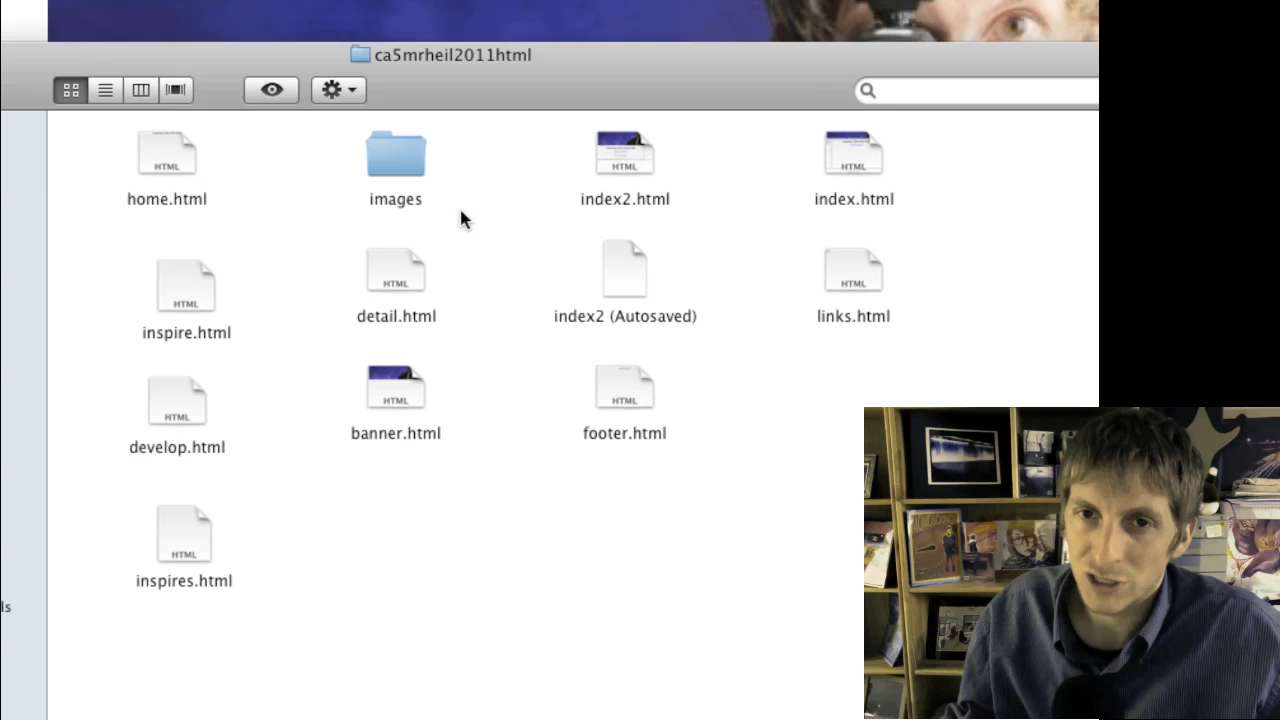 ca5mrheil2011html
HTML
HTML
HTML
home.html
images
index2.html
index.html
HTML
HTML
HTML
inspire.html
detail.html
index2 (Autosaved)
links.html
HTML
HTML
HTML
develop.html
banner.html
footer.html
HTML
inspires.html
ls